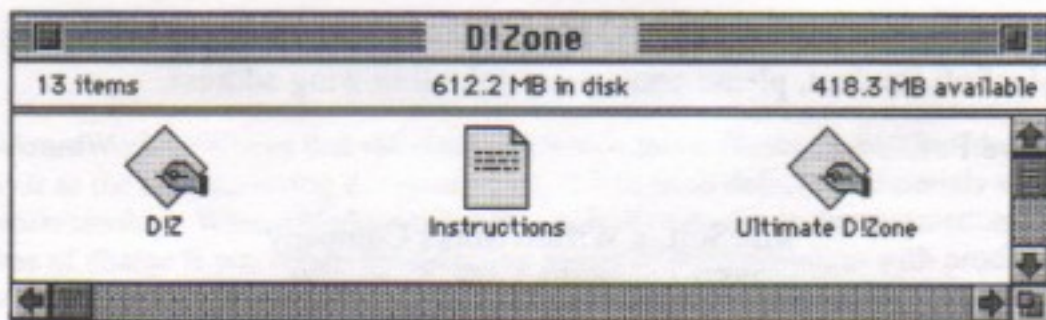 D!Zone
13 items 612.2 MB in disk 418.3 MB available
D!Z Instructions Ultimate D!Zone